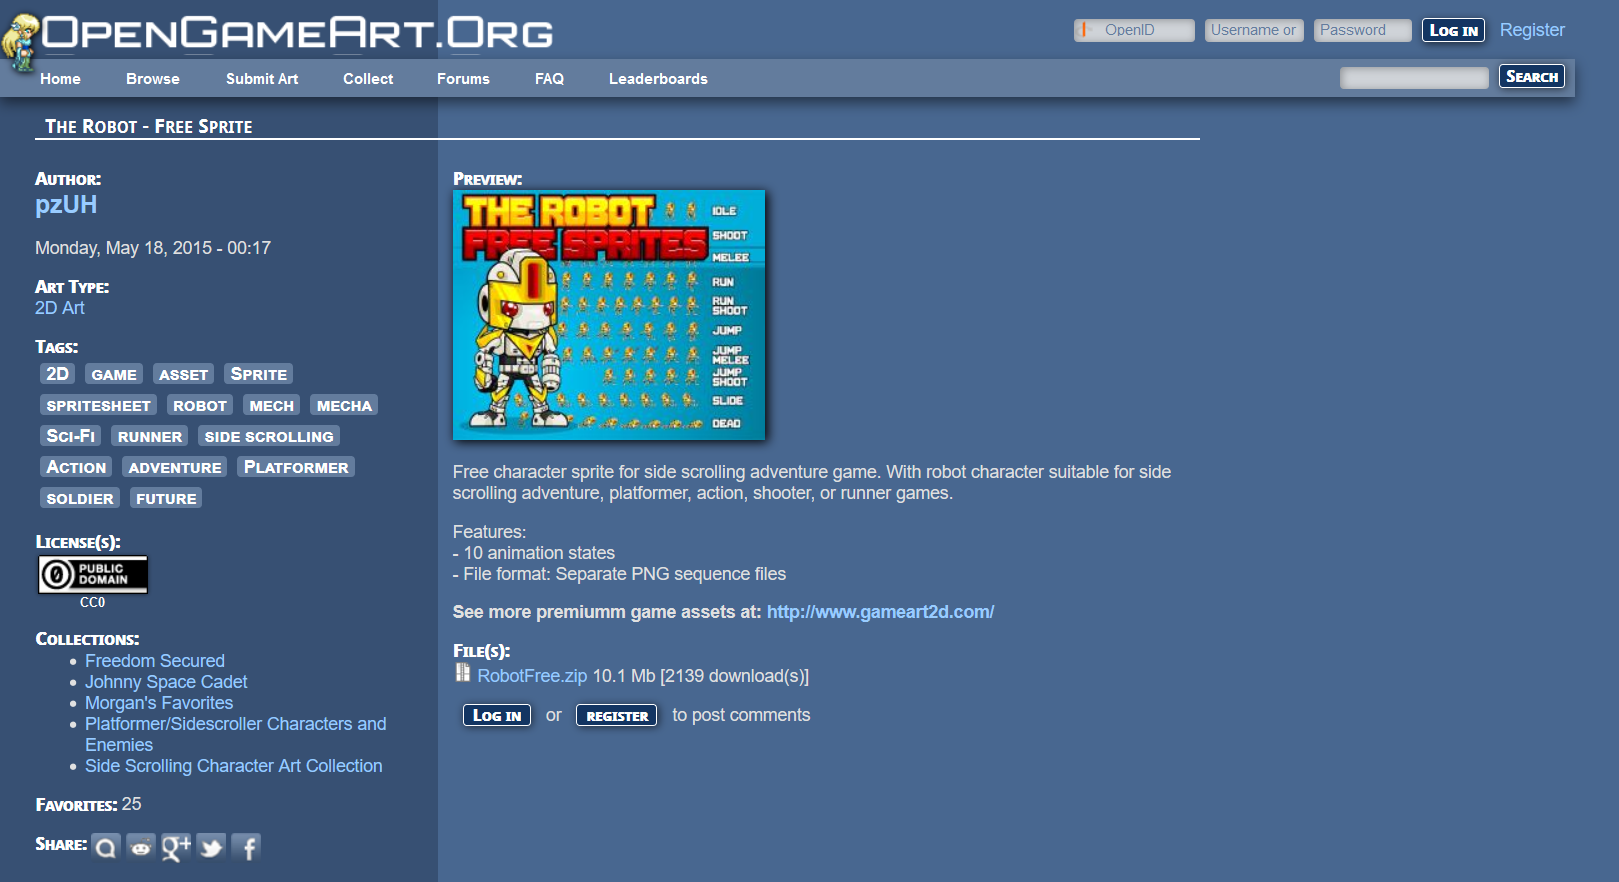 OpenGameArt.Org
OpenID Username or Password Log in Register
Home Browse Submit Art Collect Forums FAQ Leaderboards Search
The Robot - Free Sprite
Author:
pzUH
Monday, May 18, 2015 - 00:17
Art Type:
2D Art
Tags:
2D game asset Sprite
spritesheet robot mech mecha
Sci-Fi runner side scrolling
Action adventure Platformer
soldier future
License(s):
PUBLIC
DOMAIN
CC0
Collections:
Freedom Secured
Johnny Space Cadet
Morgan's Favorites
Platformer/Sidescroller Characters and
Enemies
Side Scrolling Character Art Collection
Favorites: 25
Share:
Preview:
THE ROBOT
FREE SPRITES
IDLE
SHOOT
MELEE
RUN
RUN
SHOOT
JUMP
JUMP
MELEE
JUMP
SHOOT
SLIDE
DEAD
Free character sprite for side scrolling adventure game. With robot character suitable for side
scrolling adventure, platformer, action, shooter, or runner games.
Features:
- 10 animation states
- File format: Separate PNG sequence files
See more premiumm game assets at: http://www.gameart2d.com/
File(s):
RobotFree.zip 10.1 Mb [2139 download(s)]
Log in or register to post comments